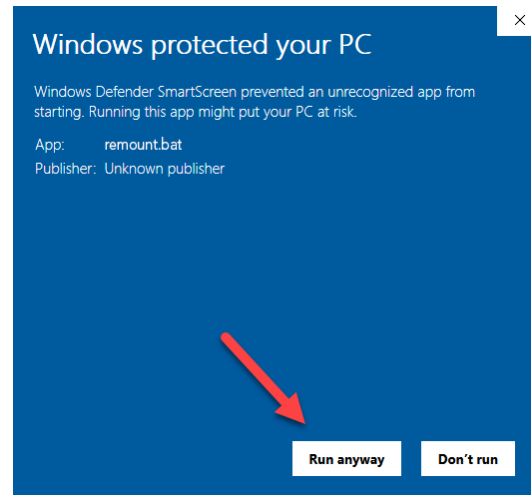 Windows protected your PC
Windows Defender SmartScreen prevented an unrecognized app from
starting. Running this app might put your PC at risk.
App: remount.bat
Publisher: Unknown publisher
Run anyway Don't run